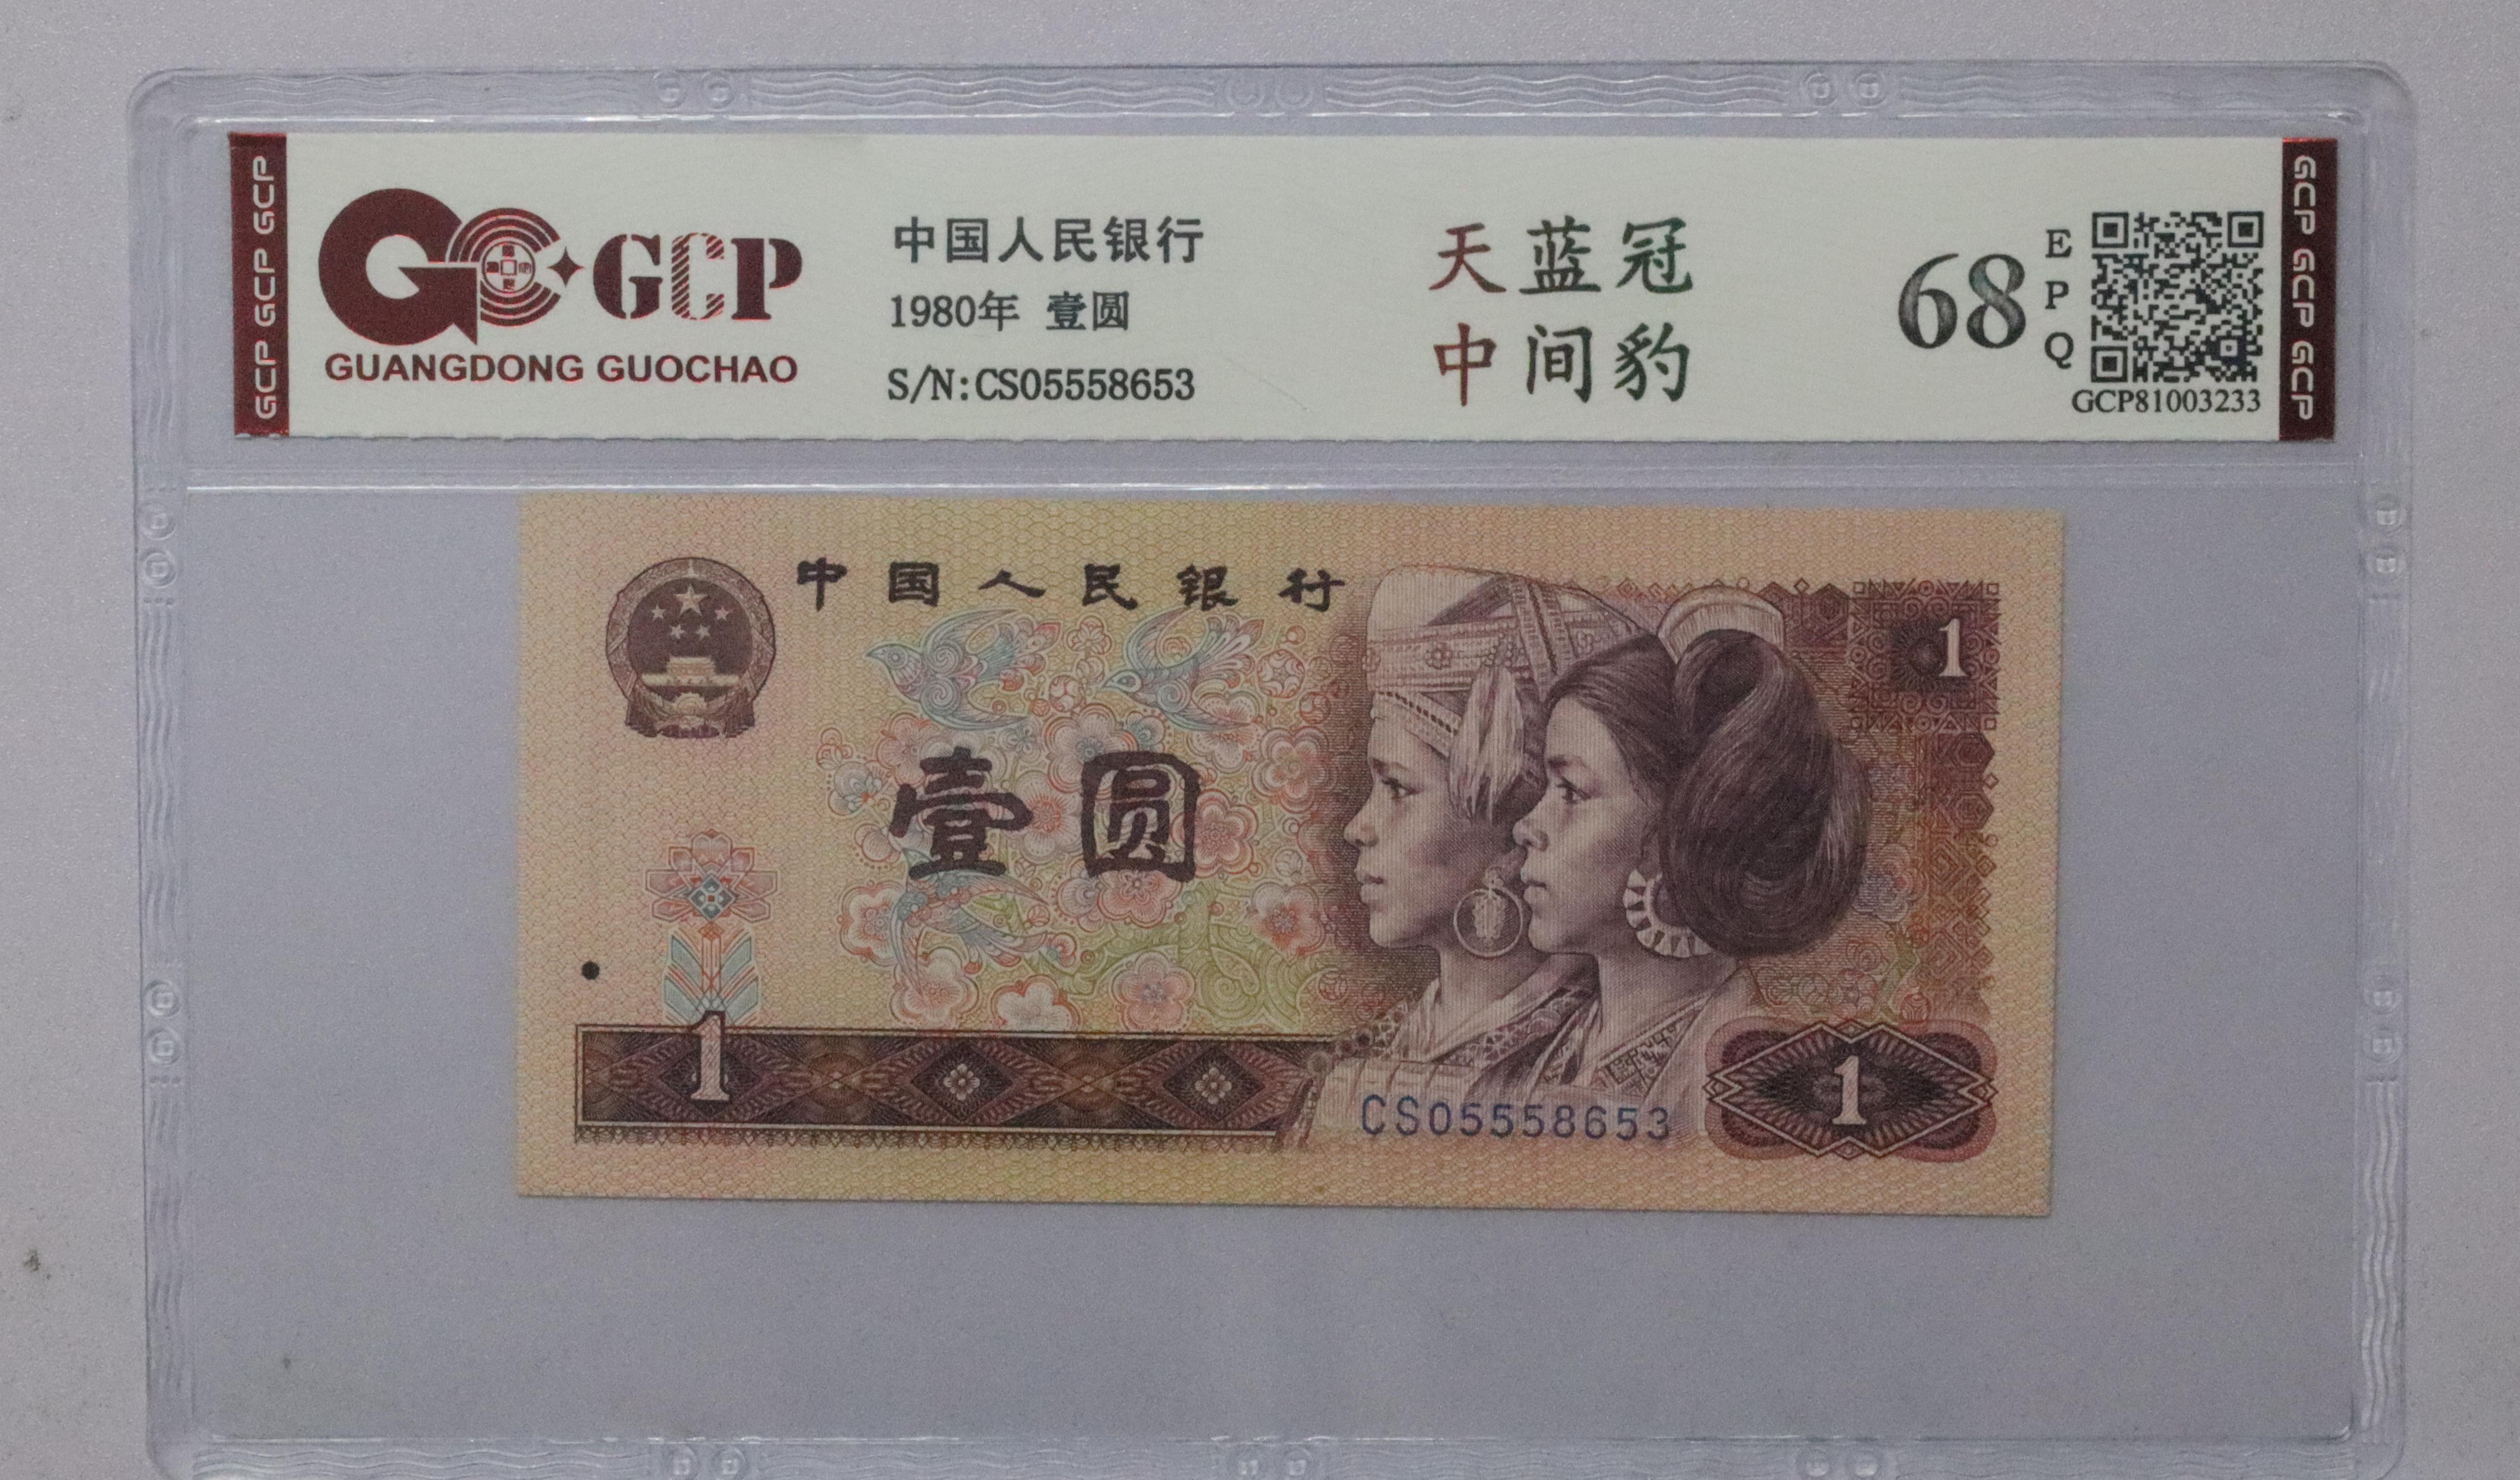 GCP GCP GCP
GCP
GUANGDONG GUOCHAO
中国人民银行
1980年 壹圆
S/N:CS05558653
天蓝冠
中间豹
68
E
P
Q
GCP81003233
GCP GCP GCP
中国人民银行
1
壹圆
1
CS05558653
1